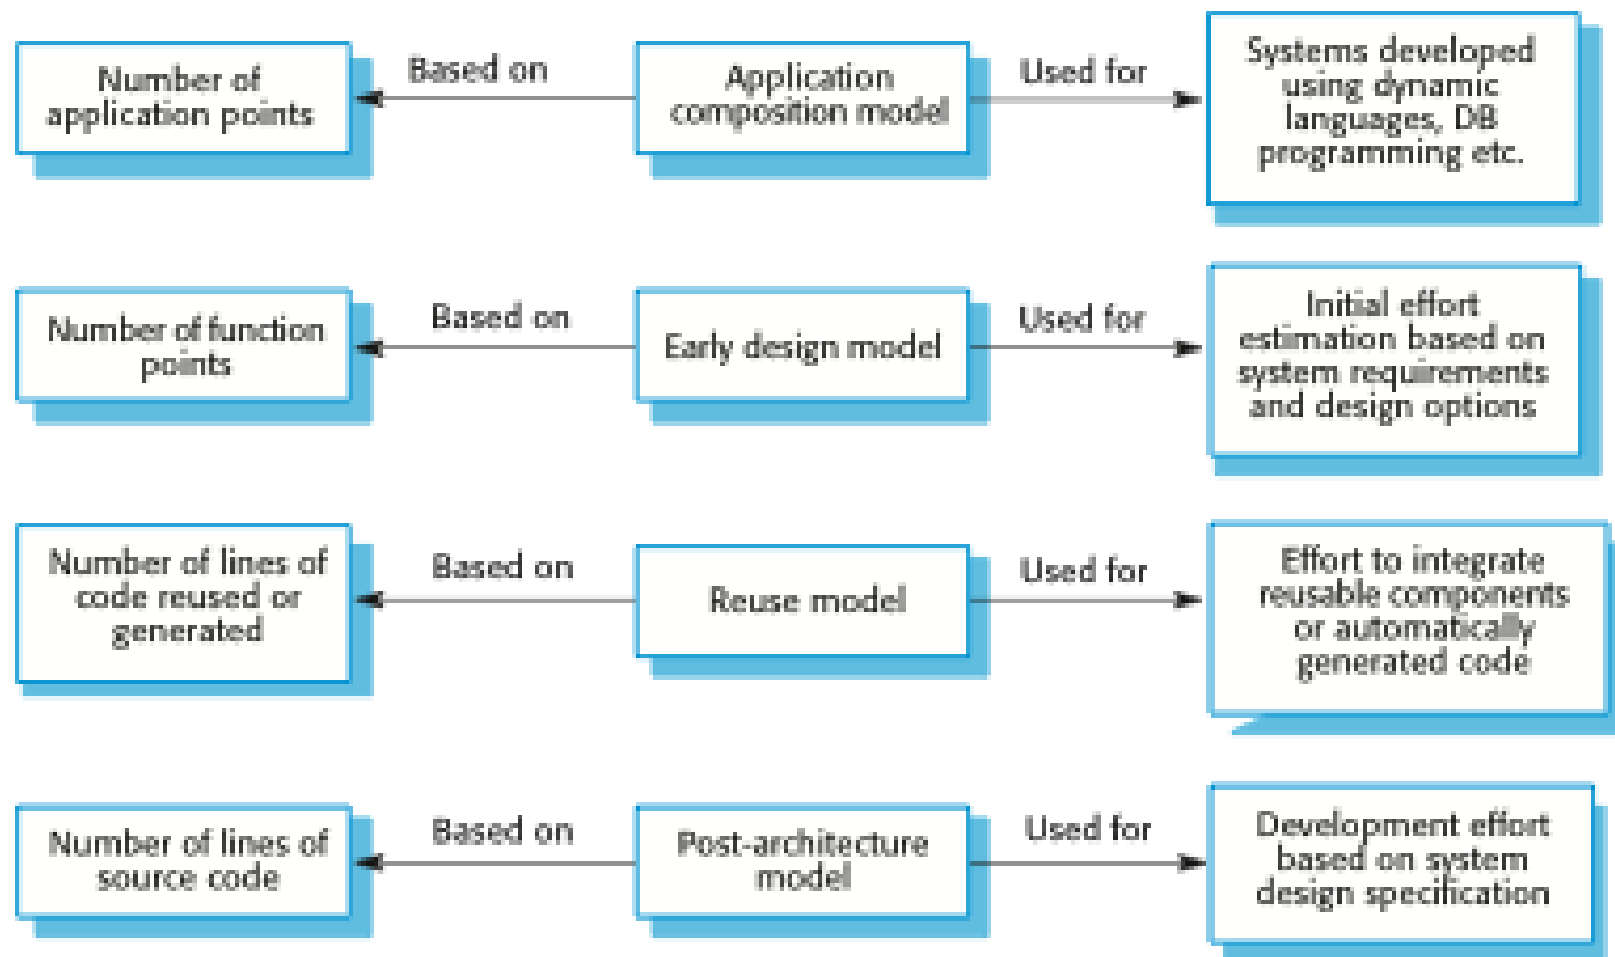 Number of
application points
Based on
Application
composition model
Used for
Systems developed
using dynamic
languages, DB
programming etc.
Number of function
points
Based on
Early design model
Used for
Initial effort
estimation based on
system requirements
and design options
Number of lines of
code reused or
generated
Based on
Reuse model
Used for
Effort to integrate
reusable components
or automatically
generated code
Number of lines of
source code
Based on
Post-architecture
model
Used for
Development effort
based on system
design specification